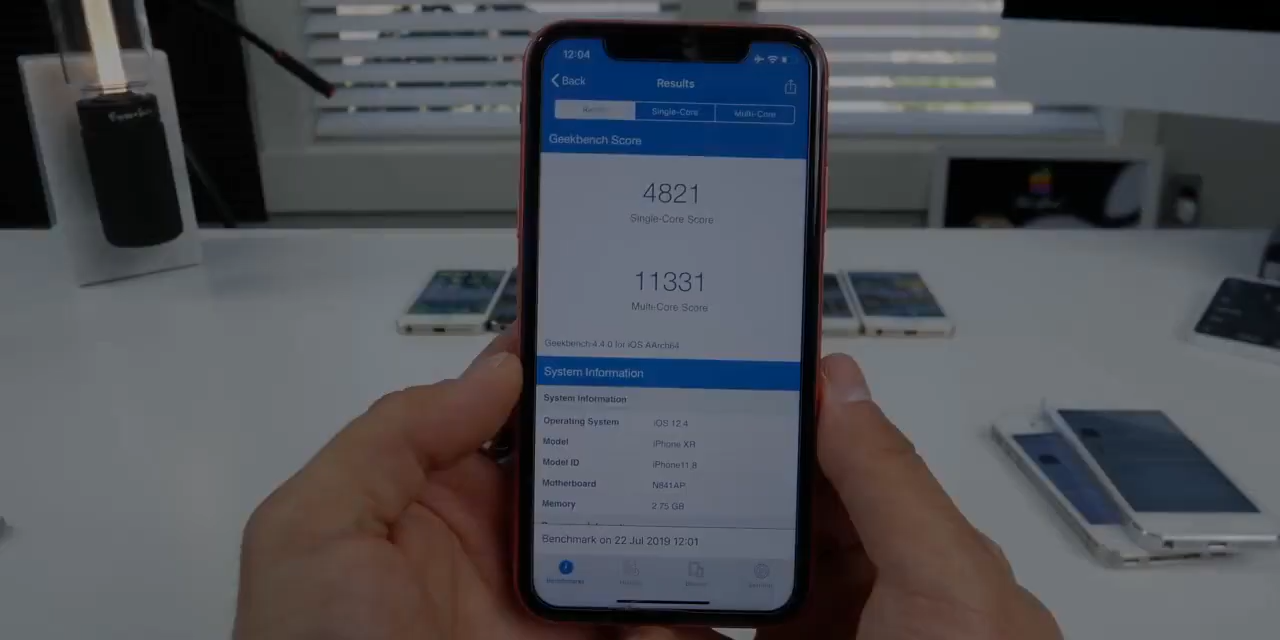 12:04
Back
Results
Single-Core
Multi-Core
Geekbench Score
4821
Single-Core Score
11331
Multi-Core Score
Geekbench 4.4.0 for iOS AArch64
System Information
System Information
Operating System iOS 12.4
Model iPhone XR
Model ID iPhone11,8
Motherboard N841AP
Memory 2.75 GB
Benchmark on 22 Jul 2019 12:01